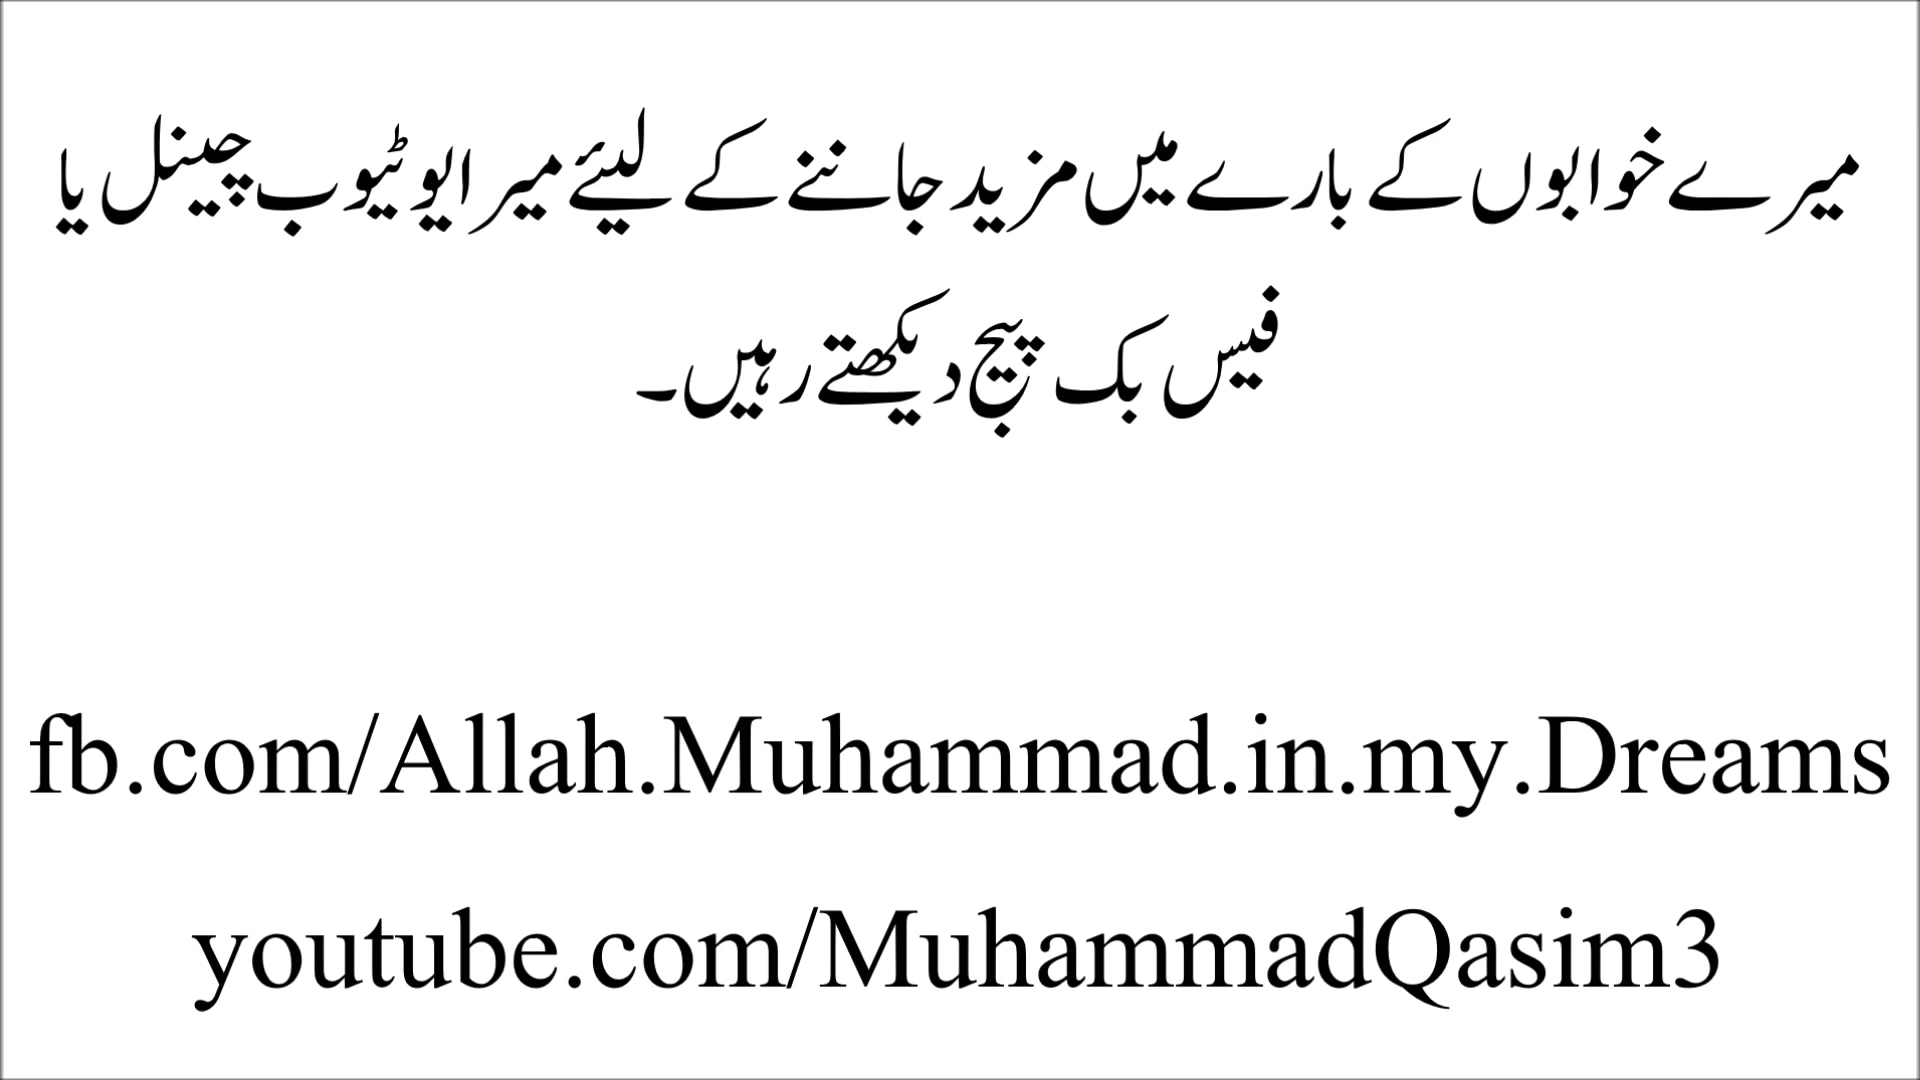 میرے خوابوں کے بارے میں مزید جاننے کے لیئے میرا یوٹیوب چینل یا
فیس بک پیج دیکھتے رہیں۔
fb.com/Allah.Muhammad.in.my.Dreams
youtube.com/MuhammadQasim3